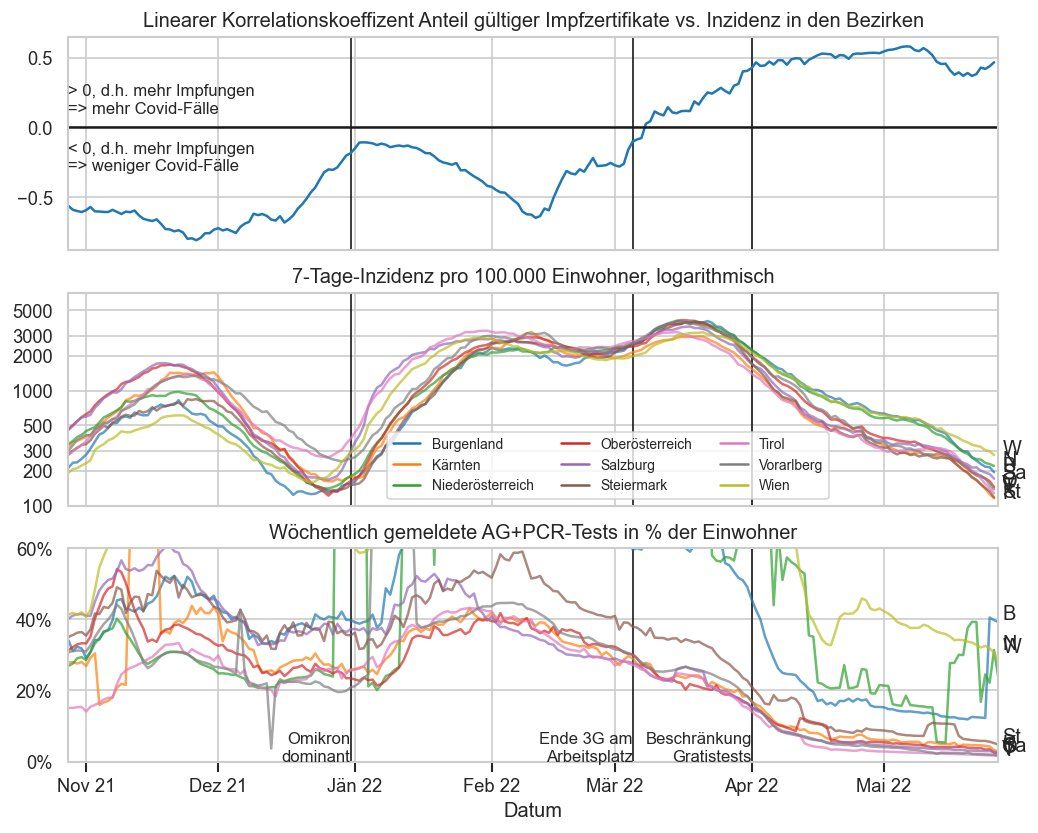 Linearer Korrelationskoeffizent Anteil gültiger Impfzertifikate vs. Inzidenz in den Bezirken
0.5
> 0, d.h. mehr Impfungen
=> mehr Covid-Fälle
0.0
< 0, d.h. mehr Impfungen
=> weniger Covid-Fälle
−0.5
7-Tage-Inzidenz pro 100.000 Einwohner, logarithmisch
5000
3000
2000
1000
500
300
200
100
Burgenland
Kärnten
Niederösterreich
Oberösterreich
Salzburg
Steiermark
Tirol
Vorarlberg
Wien
W
Sa
St
Wöchentlich gemeldete AG+PCR-Tests in % der Einwohner
60%
40%
20%
0%
B
W
St
Sa
Omikron
dominant
Ende 3G am
Arbeitsplatz
Beschränkung
Gratistests
Nov 21
Dez 21
Jän 22
Feb 22
Mär 22
Apr 22
Mai 22
Datum